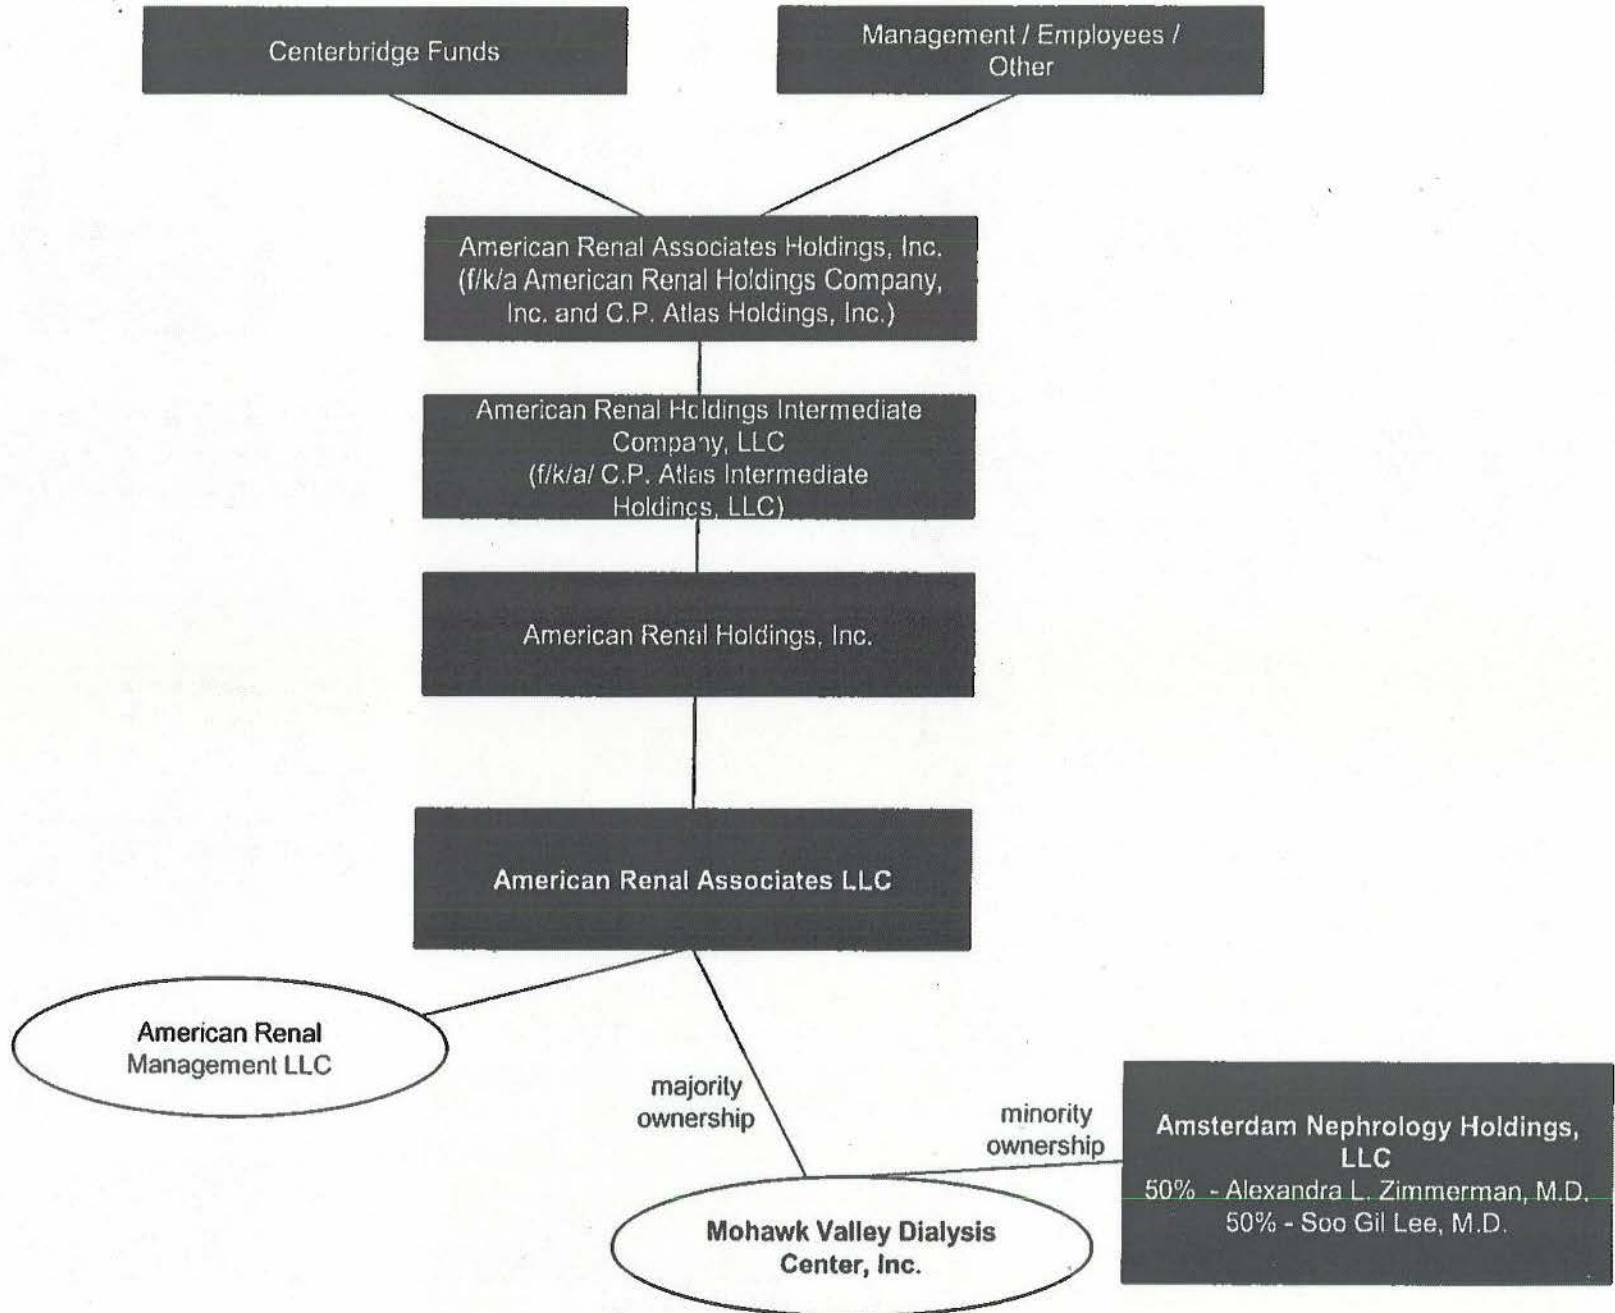 Centerbridge Funds
Management / Employees /
Other
American Renal Associates Holdings, Inc.
(f/k/a American Renal Holdings Company,
Inc. and C.P. Atlas Holdings, Inc.)
American Renal Holdings Intermediate
Company, LLC
(f/k/a/ C.P. Atlas Intermediate
Holdings, LLC)
American Renal Holdings, Inc.
American Renal Associates LLC
American Renal
Management LLC
majority
ownership
minority
ownership
Amsterdam Nephrology Holdings,
LLC
50% - Alexandra L. Zimmerman, M.D.
50% - Soo Gil Lee, M.D.
Mohawk Valley Dialysis
Center, Inc.